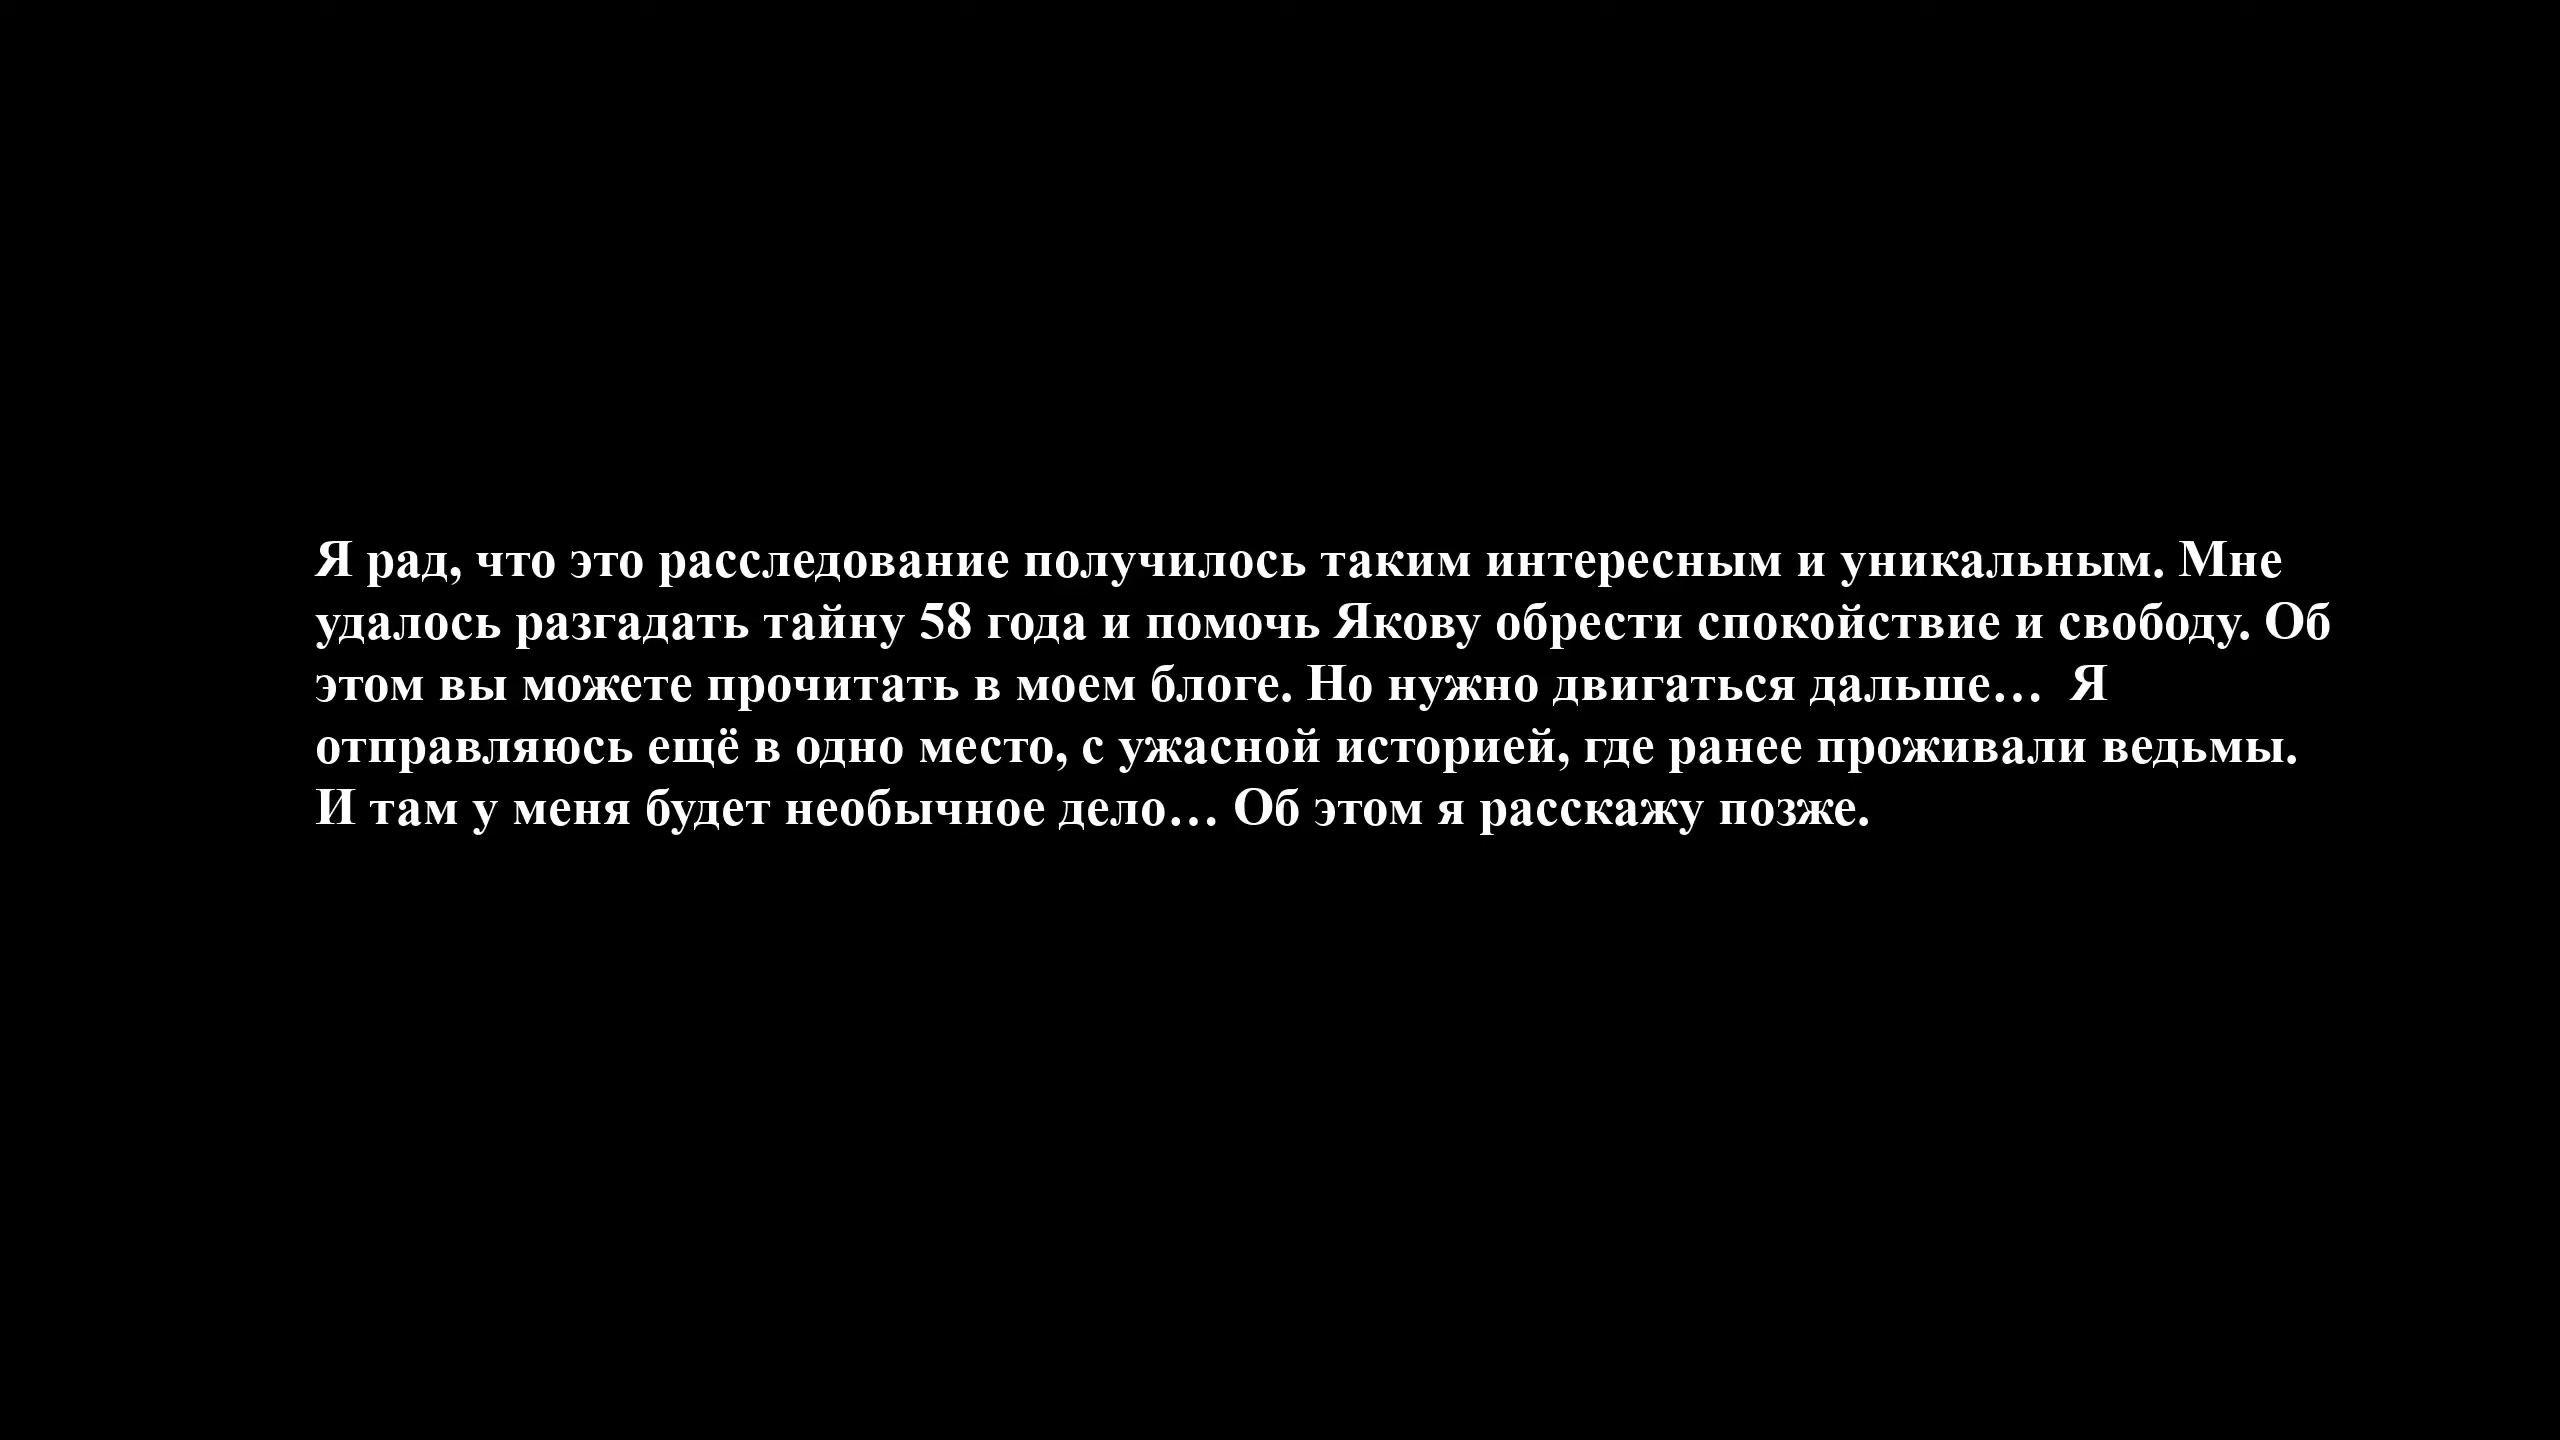 Я рад, что это расследование получилось таким интересным и уникальным. Мне
удалось разгадать тайну 58 года и помочь Якову обрести спокойствие и свободу. Об
этом вы можете прочитать в моем блоге. Но нужно двигаться дальше…  Я
отправляюсь ещё в одно место, с ужасной историей, где ранее проживали ведьмы.
И там у меня будет необычное дело… Об этом я расскажу позже.